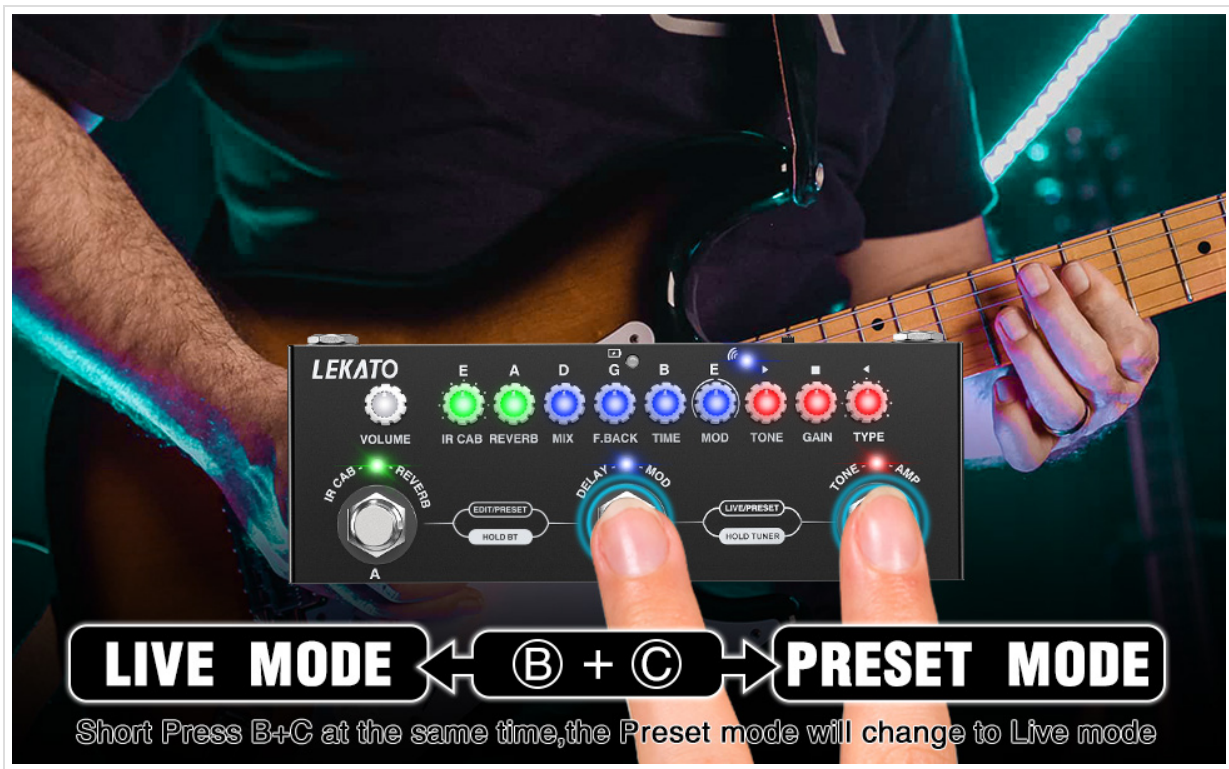 LEKATO
E A D G B E
VOLUME IR CAB REVERB MIX F.BACK TIME MOD TONE GAIN TYPE
IR CAB REVERB
DELAY MOD
TONE AMP
EDIT/PRESET
HOLD BT
LIVE/PRESET
HOLD TUNER
A
LIVE MODE
B + C
PRESET MODE
Short Press B+C at the same time,the Preset mode will change to Live mode